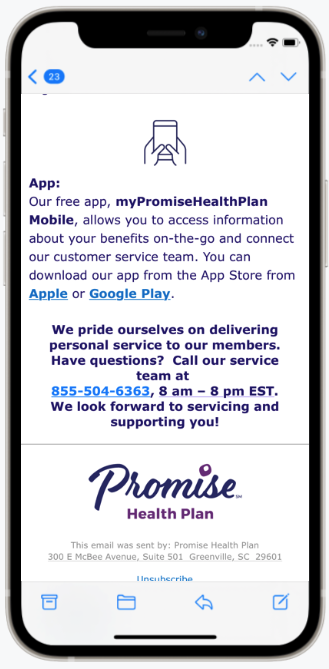 23
App:
Our free app, myPromiseHealthPlan
Mobile, allows you to access information
about your benefits on-the-go and connect
our customer service team. You can
download our app from the App Store from
Apple or Google Play.
We pride ourselves on delivering
personal service to our members.
Have questions? Call our service
team at
855-504-6363, 8 am – 8 pm EST.
We look forward to servicing and
supporting you!
Promise SM
Health Plan
This email was sent by: Promise Health Plan
300 E McBee Avenue, Suite 501 Greenville, SC 29601
Unsubscribe